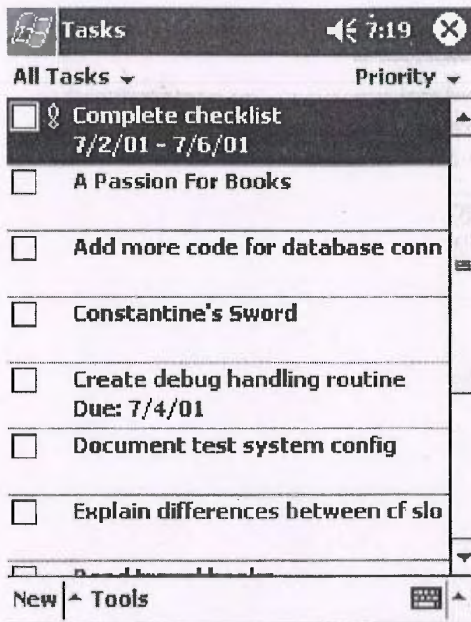 Tasks 7:19
All Tasks Priority
Complete checklist
7/2/01 - 7/6/01
A Passion For Books
Add more code for database conn
Constantine's Sword
Create debug handling routine
Due: 7/4/01
Document test system config
Explain differences between cf slo
New Tools